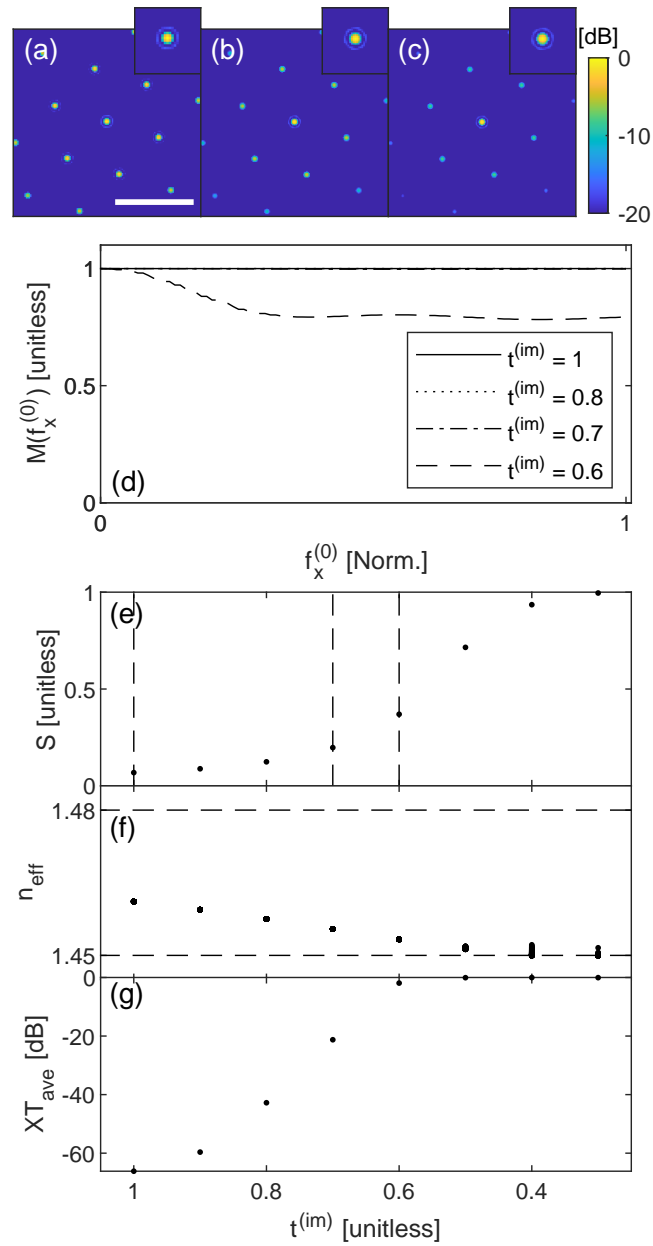 (a) (b) (c) [dB]
0
-10
-20
M(f_x^(0)) [unitless]
1
0.5
0
(d)
t^(im) = 1
t^(im) = 0.8
t^(im) = 0.7
t^(im) = 0.6
0 1
f_x^(0) [Norm.]
(e)
S [unitless]
1
0.5
0
(f)
n_eff
1.48
1.45
(g)
XT_ave [dB]
0
-20
-40
-60
1 0.8 0.6 0.4
t^(im) [unitless]